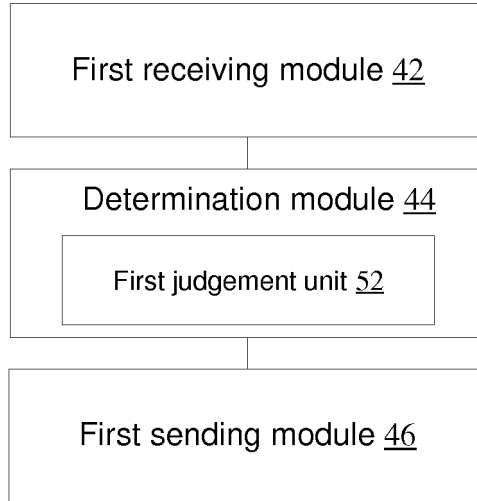 First receiving module 42
Determination module 44
First judgement unit 52
First sending module 46